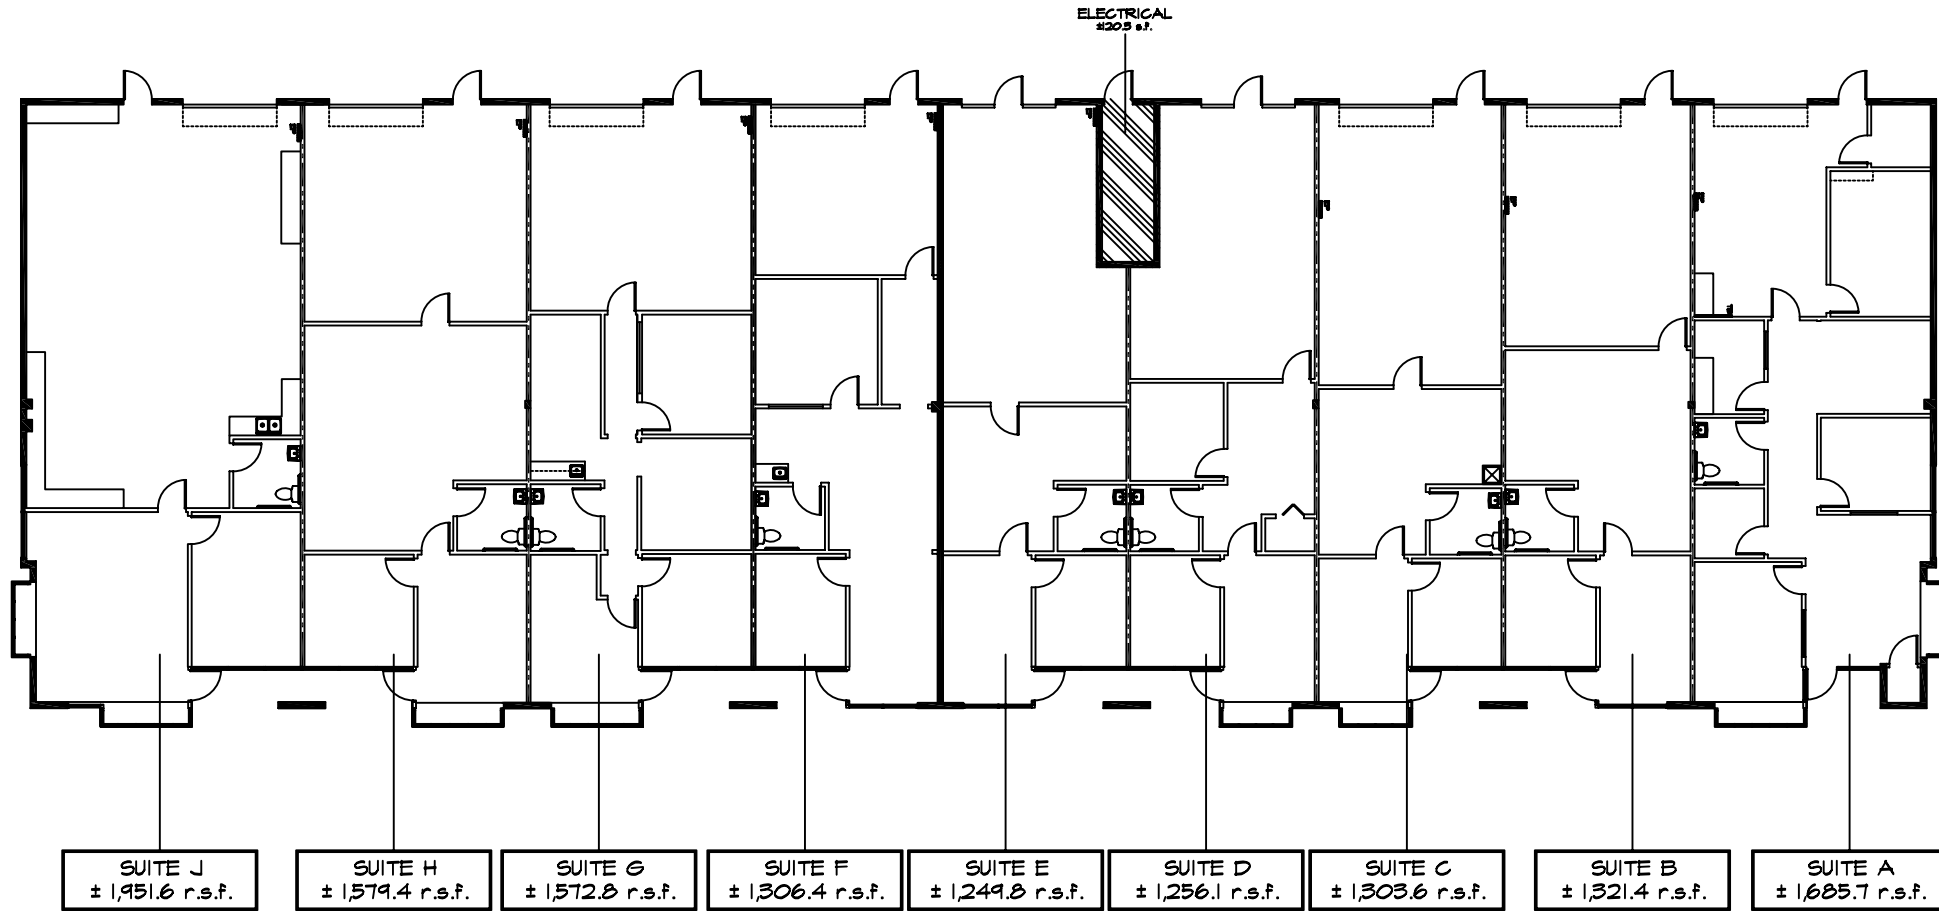 ELECTRICAL
±120.5 s.f.
SUITE J
± 1,951.6 r.s.f.
SUITE H
± 1,579.4 r.s.f.
SUITE G
± 1,572.8 r.s.f.
SUITE F
± 1,306.4 r.s.f.
SUITE E
± 1,249.8 r.s.f.
SUITE D
± 1,256.1 r.s.f.
SUITE C
± 1,303.6 r.s.f.
SUITE B
± 1,321.4 r.s.f.
SUITE A
± 1,685.7 r.s.f.